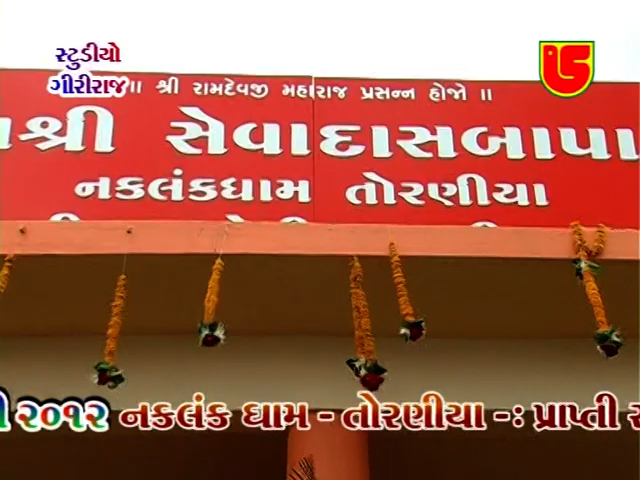 સ્ટુડીયો
ગીરીરાજ
॥ શ્રી રામદેવજી મહારાજ પ્રસન્ન હોજો ॥
શ્રી સેવાદાસબાપા
નકલંકધામ તોરણીયા
૨૦૧૨ નકલંક ધામ - તોરણીયા -: પ્રાપ્તી